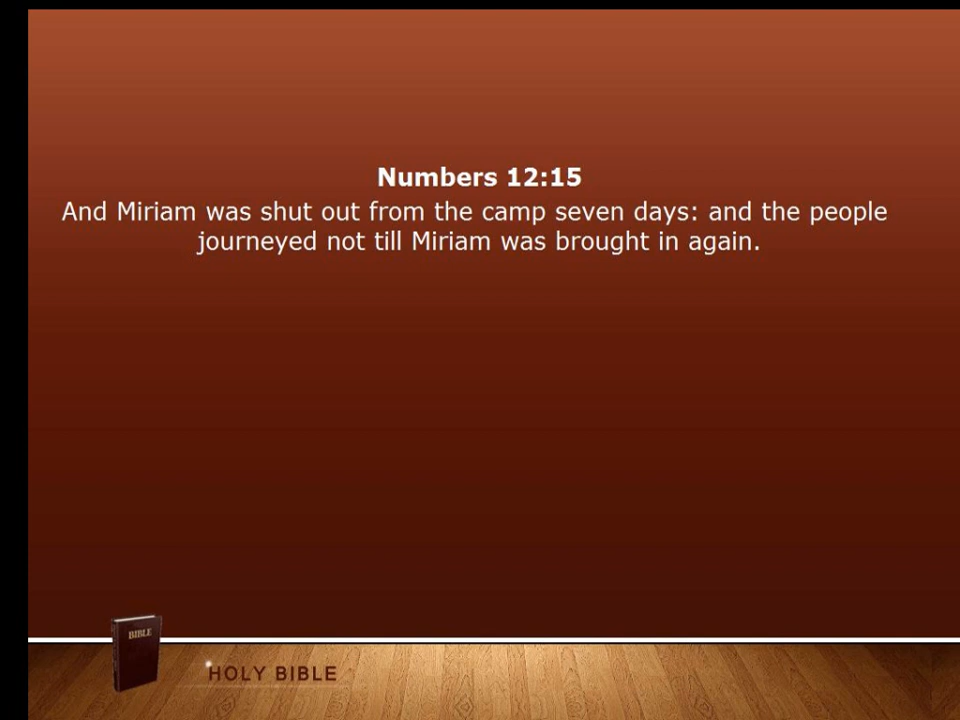 Numbers 12:15
And Miriam was shut out from the camp seven days: and the people
journeyed not till Miriam was brought in again.
BIBLE
HOLY BIBLE